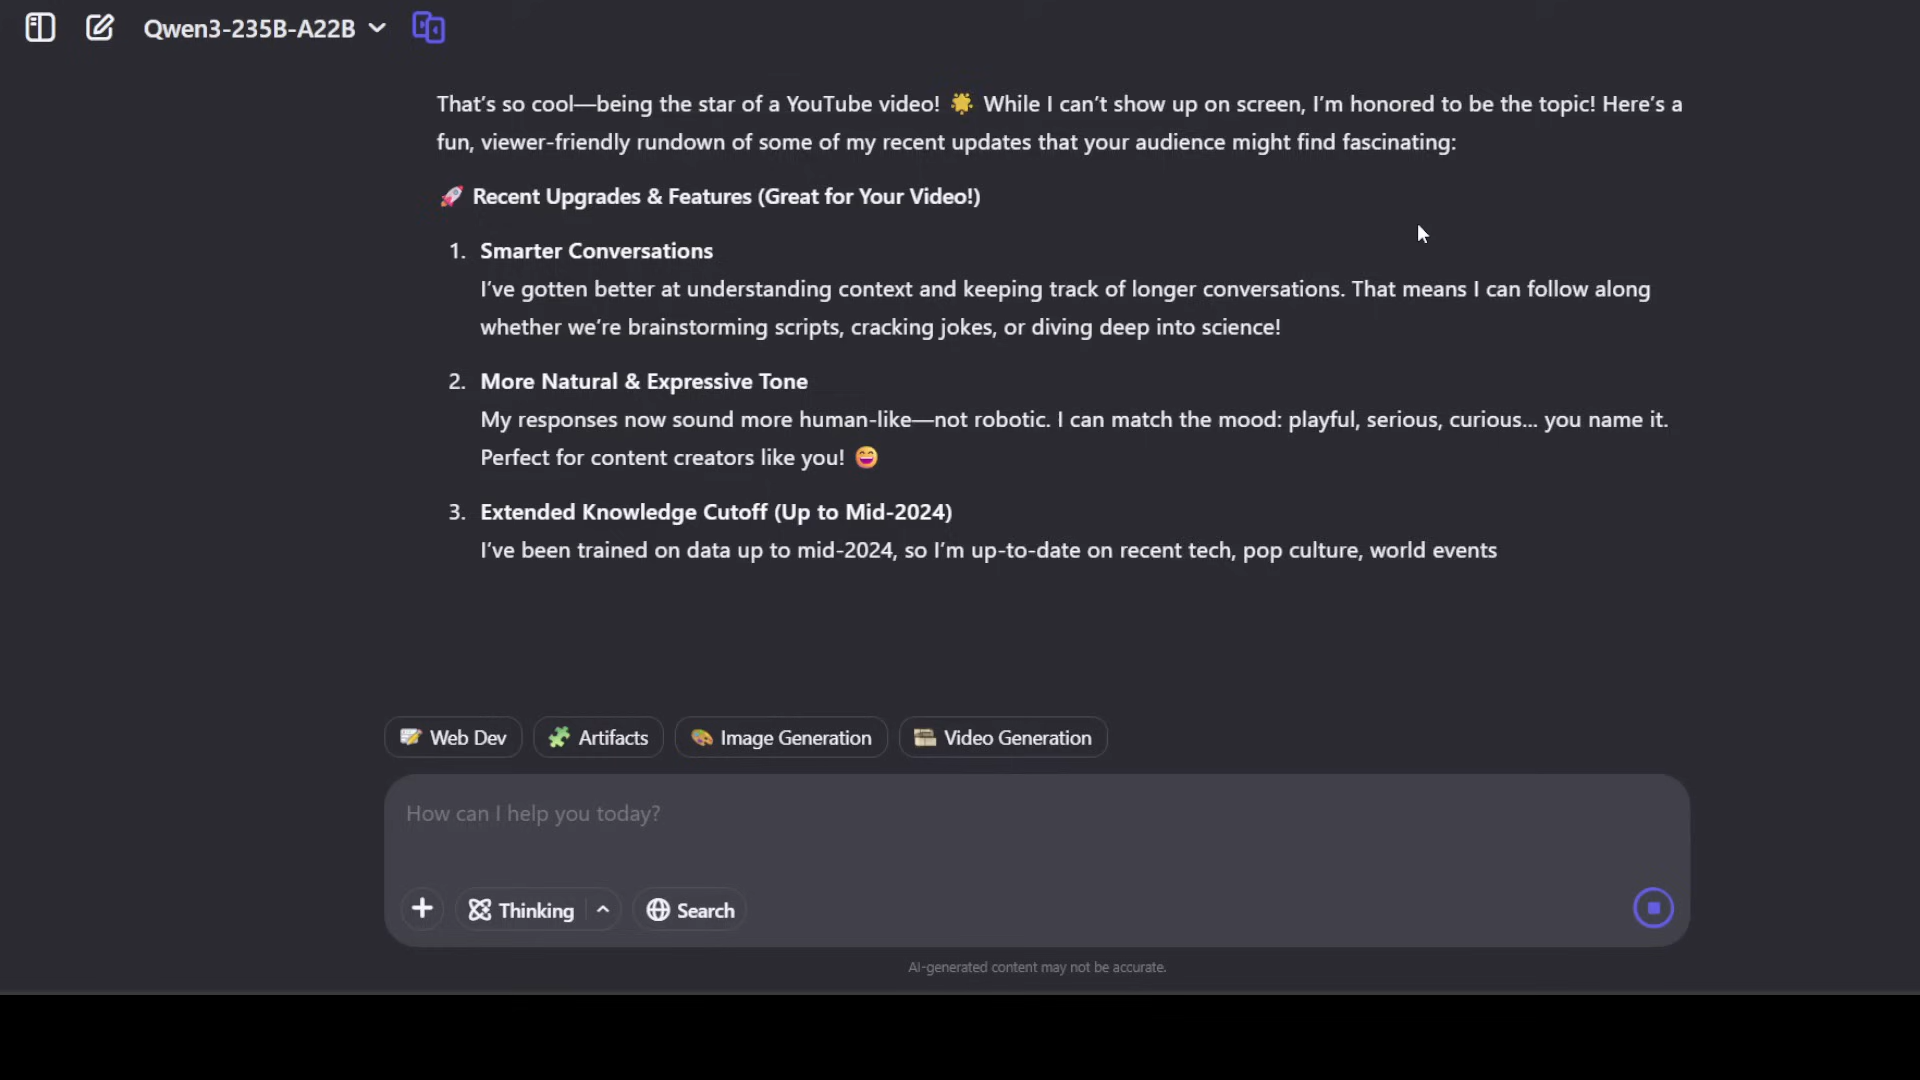 Qwen3-235B-A22B
That's so cool—being the star of a YouTube video! 🌟 While I can't show up on screen, I'm honored to be the topic! Here's a
fun, viewer-friendly rundown of some of my recent updates that your audience might find fascinating:
🚀 Recent Upgrades & Features (Great for Your Video!)
1. Smarter Conversations
I've gotten better at understanding context and keeping track of longer conversations. That means I can follow along
whether we're brainstorming scripts, cracking jokes, or diving deep into science!
2. More Natural & Expressive Tone
My responses now sound more human-like—not robotic. I can match the mood: playful, serious, curious... you name it.
Perfect for content creators like you! 😄
3. Extended Knowledge Cutoff (Up to Mid-2024)
I've been trained on data up to mid-2024, so I'm up-to-date on recent tech, pop culture, world events
Web Dev Artifacts Image Generation Video Generation
How can I help you today?
Thinking Search
AI-generated content may not be accurate.